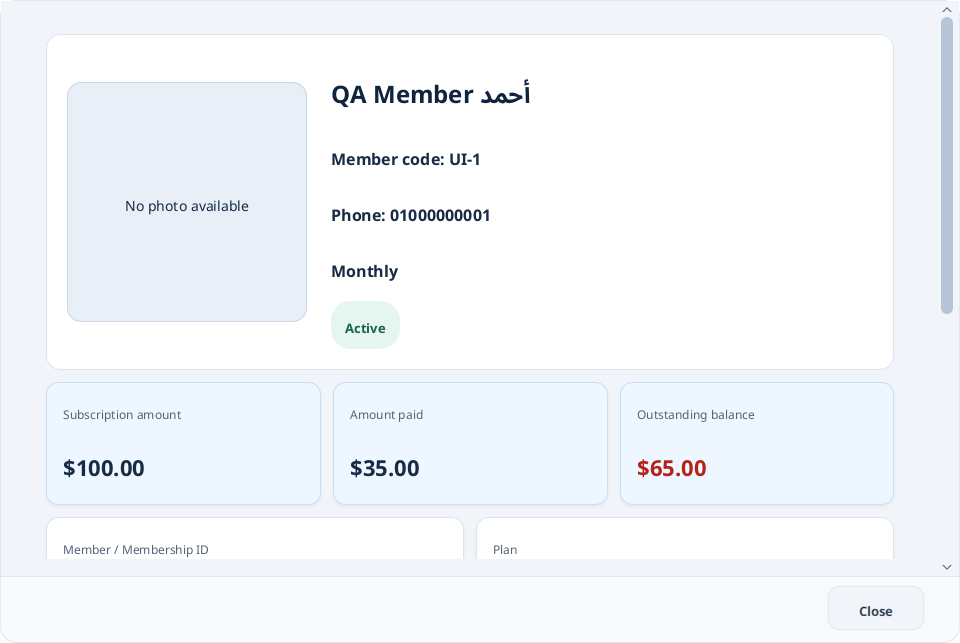 QA Member أحمد
No photo available
Member code: UI-1
Phone: 01000000001
Monthly
Active
Subscription amount
Amount paid
Outstanding balance
$100.00
$35.00
$65.00
Member / Membership ID
Plan
Close